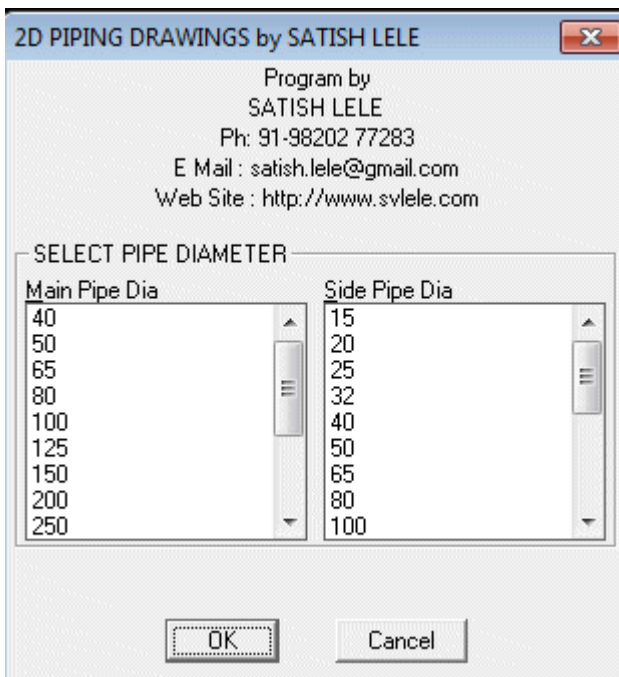 2D PIPING DRAWINGS by SATISH LELE
Program by
SATISH LELE
Ph: 91-98202 77283
E Mail : satish.lele@gmail.com
Web Site : http://www.svlele.com
SELECT PIPE DIAMETER
Main Pipe Dia
40
50
65
80
100
125
150
200
250
Side Pipe Dia
15
20
25
32
40
50
65
80
100
OK
Cancel